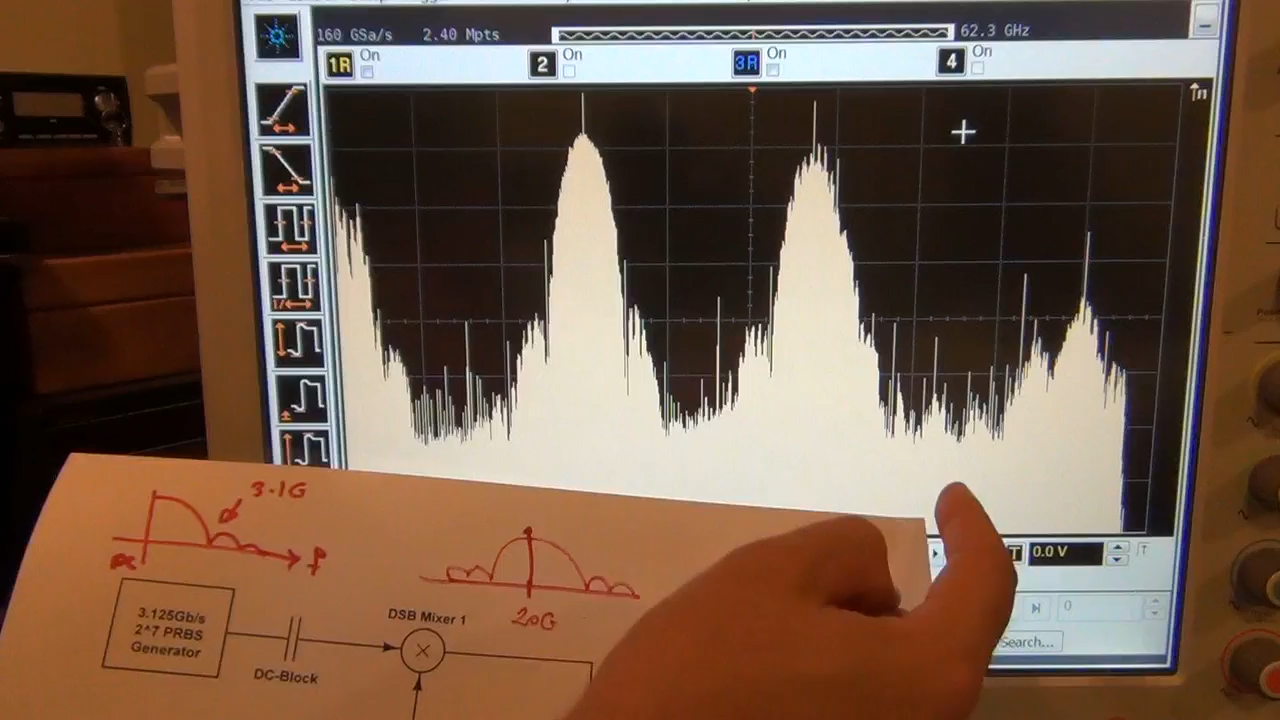 160 GSa/s 2.40 Mpts 62.3 GHz
1R On 2 On 3R On 4 On
T 0.0 V
0
Search...
3.1G
DC f
20G
3.125Gb/s
2^7 PRBS
Generator
DC-Block
DSB Mixer 1